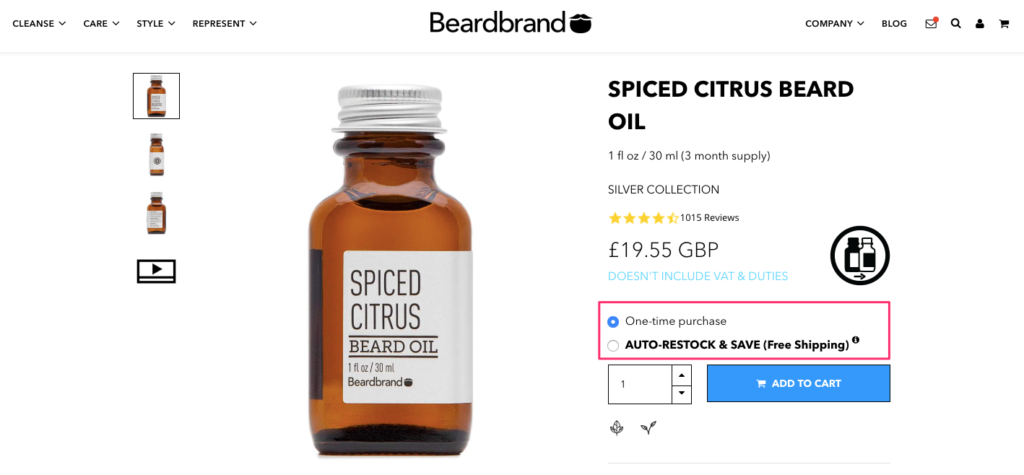 CLEANSE CARE STYLE REPRESENT Beardbrand COMPANY BLOG
SPICED CITRUS BEARD
OIL
1 fl oz / 30 ml (3 month supply)
SILVER COLLECTION
1015 Reviews
£19.55 GBP
DOESN'T INCLUDE VAT & DUTIES
One-time purchase
AUTO-RESTOCK & SAVE (Free Shipping)
1
ADD TO CART
SPICED
CITRUS
BEARD OIL
1 fl oz / 30 ml
Beardbrand